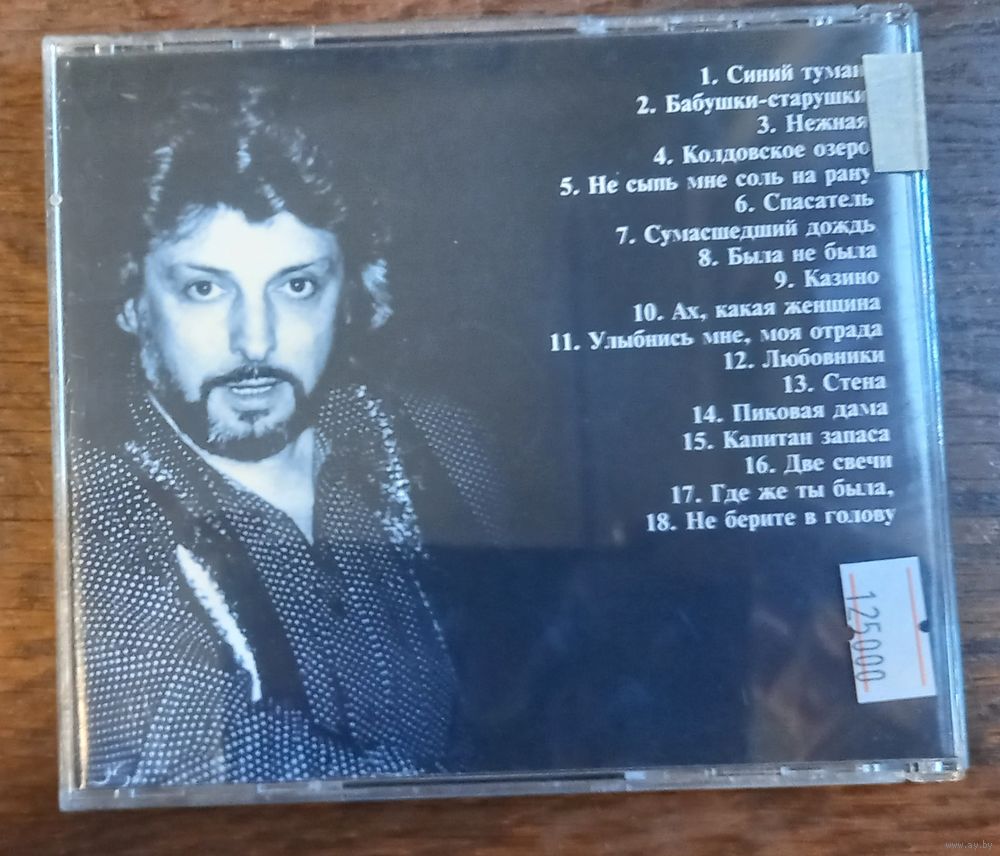 1. Синий туман
2. Бабушки-старушки
3. Нежная
4. Колдовское озеро
5. Не сыпь мне соль на рану
6. Спасатель
7. Сумасшедший дождь
8. Была не была
9. Казино
10. Ах, какая женщина
11. Улыбнись мне, моя отрада
12. Любовники
13. Стена
14. Пиковая дама
15. Капитан запаса
16. Две свечи
17. Где же ты была,
18. Не берите в голову
125000
www.ay.by